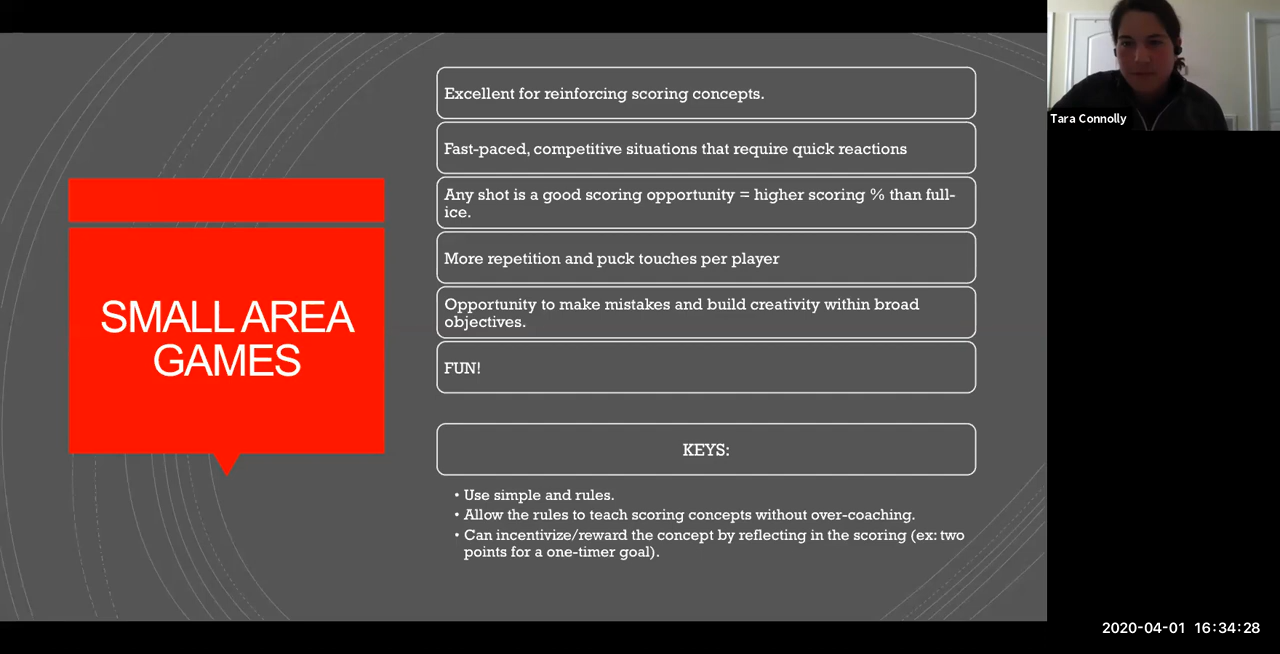 SMALL AREA
GAMES
Excellent for reinforcing scoring concepts.
Fast-paced, competitive situations that require quick reactions
Any shot is a good scoring opportunity = higher scoring % than full-
ice.
More repetition and puck touches per player
Opportunity to make mistakes and build creativity within broad
objectives.
FUN!
KEYS:
• Use simple and rules.
• Allow the rules to teach scoring concepts without over-coaching.
• Can incentivize/reward the concept by reflecting in the scoring (ex: two
points for a one-timer goal).
Tara Connolly
2020-04-01 16:34:28